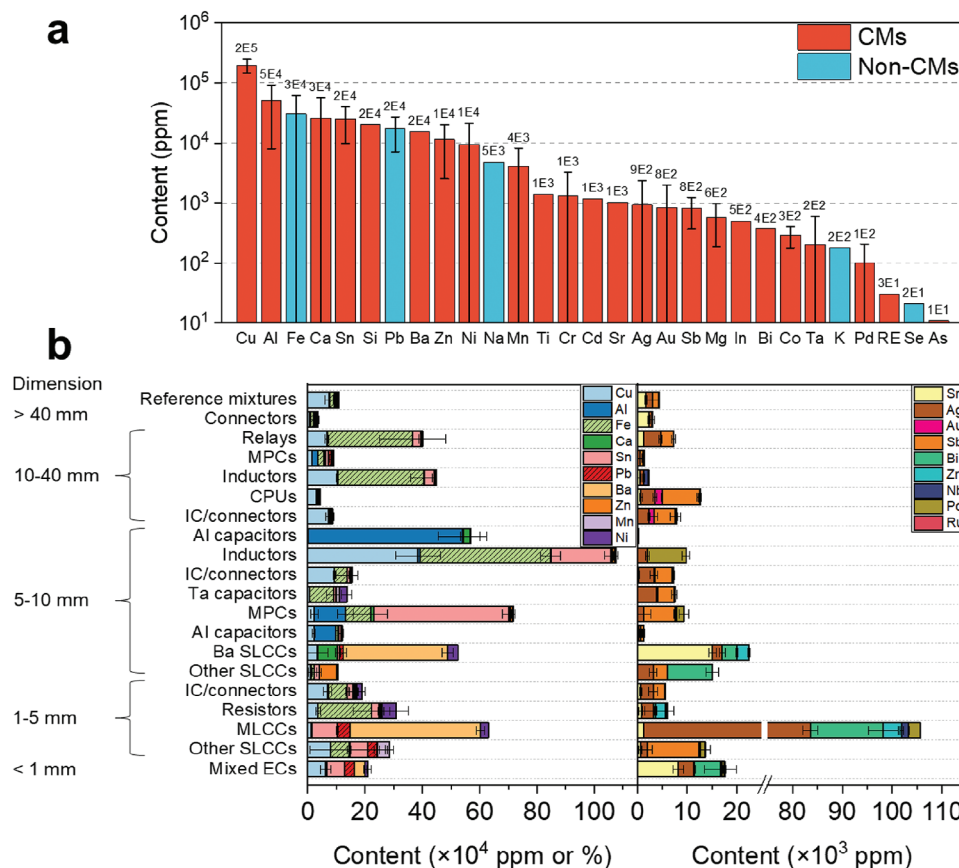 a
Content (ppm)
10^6
10^5
10^4
10^3
10^2
10^1
CMs
Non-CMs
2E5 5E4 3E4 3E4 2E4 2E4 2E4 2E4 1E4 1E4 5E3 4E3 1E3 1E3 1E3 1E3 9E2 8E2 8E2 6E2 5E2 4E2 3E2 2E2 2E2 1E2 3E1 2E1 1E1
Cu Al Fe Ca Sn Si Pb Ba Zn Ni Na Mn Ti Cr Cd Sr Ag Au Sb Mg In Bi Co Ta K Pd RE Se As
b
Dimension
> 40 mm
10-40 mm
5-10 mm
1-5 mm
< 1 mm
Reference mixtures
Connectors
Relays
MPCs
Inductors
CPUs
IC/connectors
Al capacitors
Inductors
IC/connectors
Ta capacitors
MPCs
Al capacitors
Ba SLCCs
Other SLCCs
IC/connectors
Resistors
MLCCs
Other SLCCs
Mixed ECs
Cu
Al
Fe
Ca
Sn
Pb
Ba
Zn
Mn
Ni
Ag
Au
Sb
Bi
Nb
0 20 40 60 80 100
Content (×10^4 ppm or %)
0 10 20 80 90 100 110
Content (×10^3 ppm)